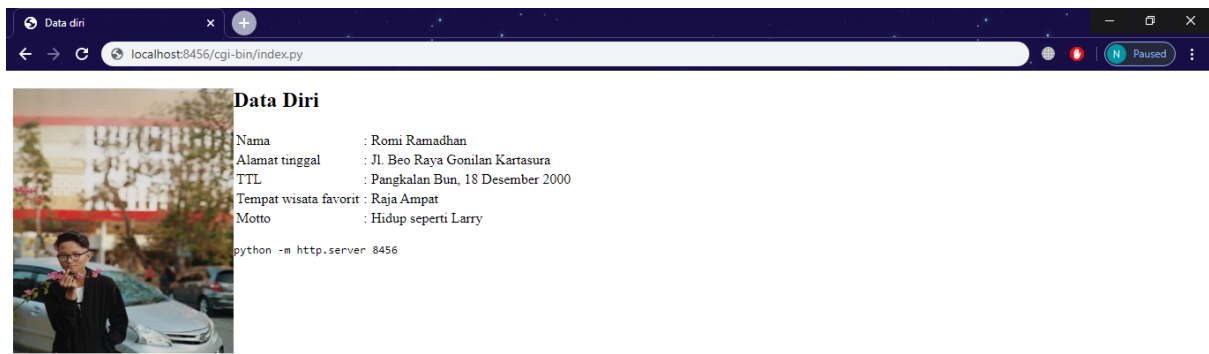 Data diri
localhost:8456/cgi-bin/index.py
N Paused
Data Diri
Nama : Romi Ramadhan
Alamat tinggal : Jl. Beo Raya Gonilan Kartasura
TTL : Pangkalan Bun, 18 Desember 2000
Tempat wisata favorit : Raja Ampat
Motto : Hidup seperti Larry
python -m http.server 8456